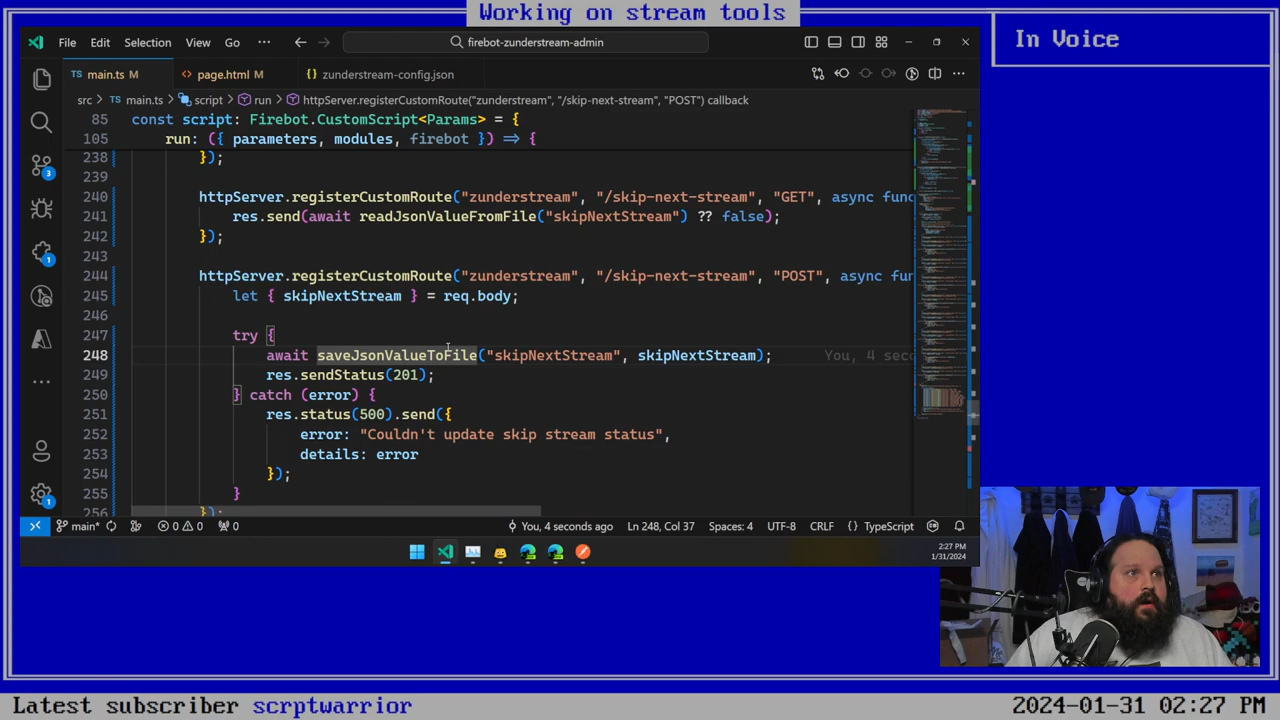 Working on stream tools
File Edit Selection View Go ···
firebot-zunderstream-admin
In Voice
TS main.ts M
page.html M
{} zunderstream-config.json
src > TS main.ts > script > run > httpServer.registerCustomRoute("zunderstream", "/skip-next-stream", "POST") callback
85 const script: Firebot.CustomScript<Params> = {
105 run: (parameters, modules, firebot }) => {
238 });
239
240 httpServer.registerCustomRoute("zunderstream", "/skip-next-stream", "GET", async func
241 res.send(await readJsonValueFromFile("skipNextStream") ?? false);
242 });
243
244 httpServer.registerCustomRoute("zunderstream", "/skip-next-stream", "POST", async func
245 let { skipNextStream } = req.body;
246
247 try {
248 await saveJsonValueToFile("skipNextStream", skipNextStream); You, 4 seco
249 res.sendStatus(201);
250 } catch (error) {
251 res.status(500).send({
252 error: "Couldn't update skip stream status",
253 details: error
254 });
255 }
256 });
3
1
1
main* 0 0 0 You, 4 seconds ago Ln 248, Col 37 Spaces: 4 UTF-8 CRLF {} TypeScript
2:27 PM
1/31/2024
Latest subscriber scrptwarrior
2024-01-31 02:27 PM